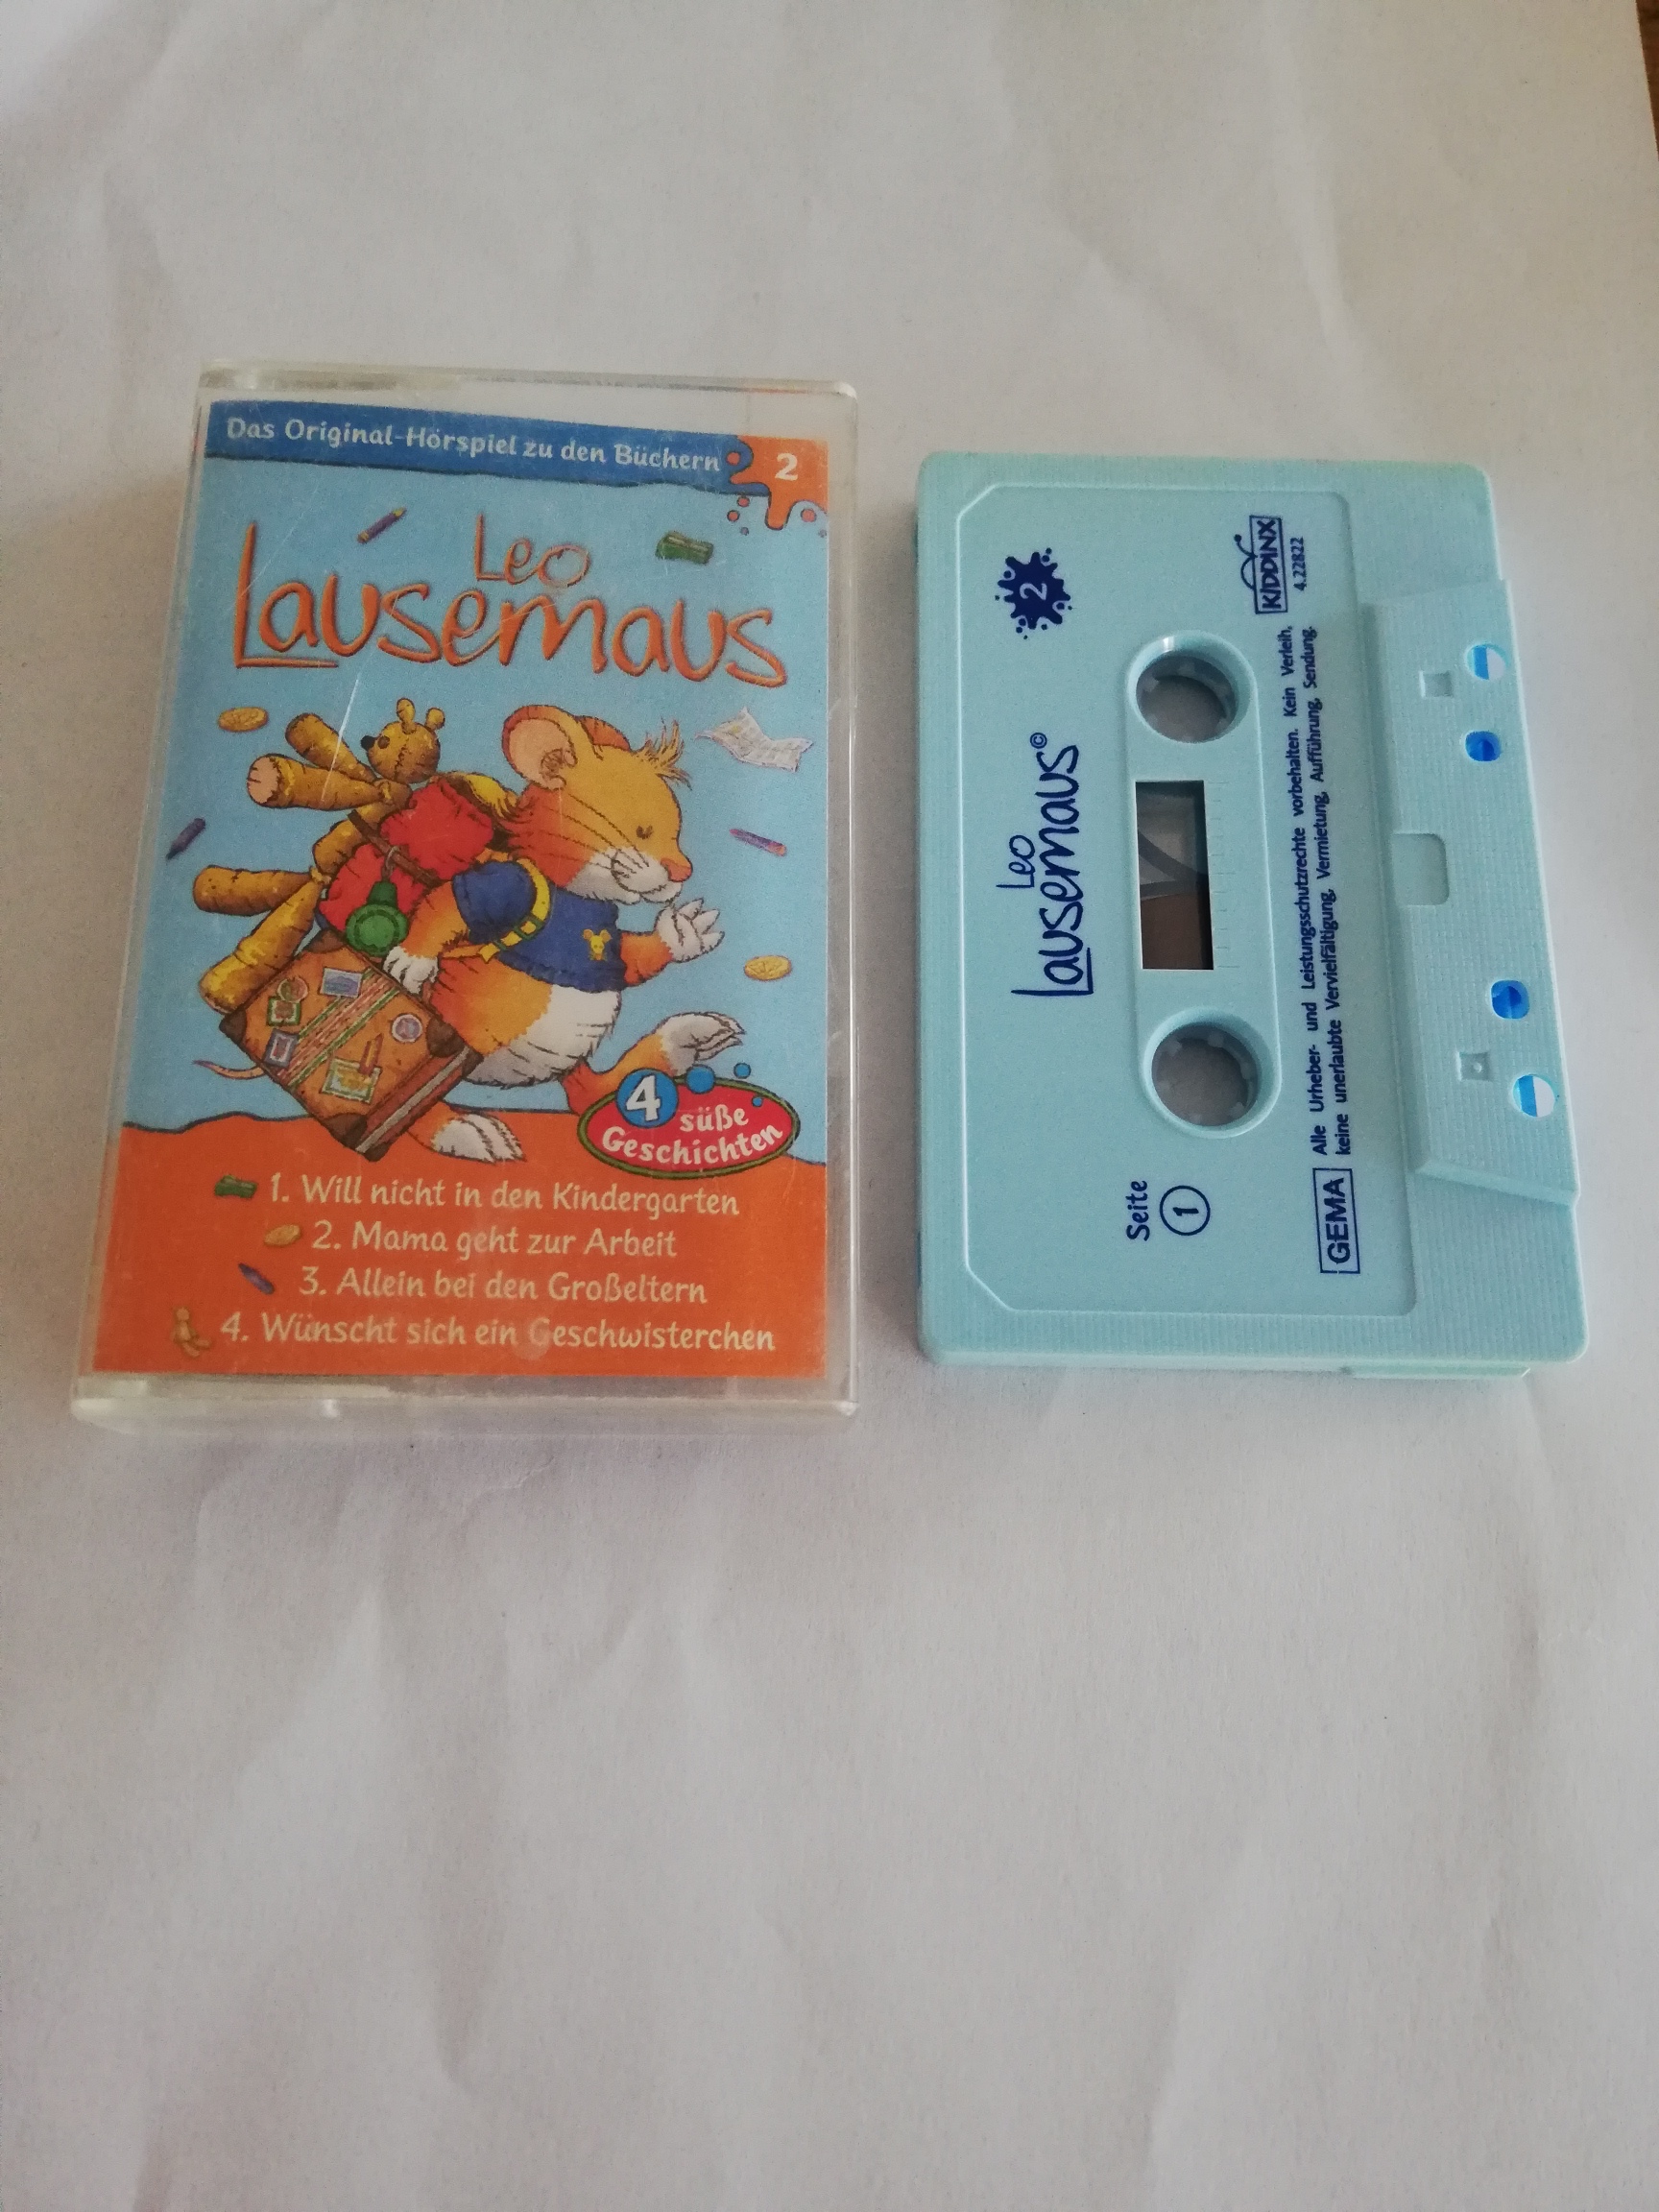 Das Original-Hörspiel zu den Büchern
2
Leo
Lausemaus
4 süße
Geschichten
1. Will nicht in den Kindergarten
2. Mama geht zur Arbeit
3. Allein bei den Großeltern
4. Wünscht sich ein Geschwisterchen
Leo
Lausemaus©
2
Seite
1
KIDDINX
4.22822
GEMA
Alle Urheber- und Leistungsschutzrechte vorbehalten. Kein Verleih,
keine unerlaubte Vervielfältigung, Vermietung, Aufführung, Sendung.